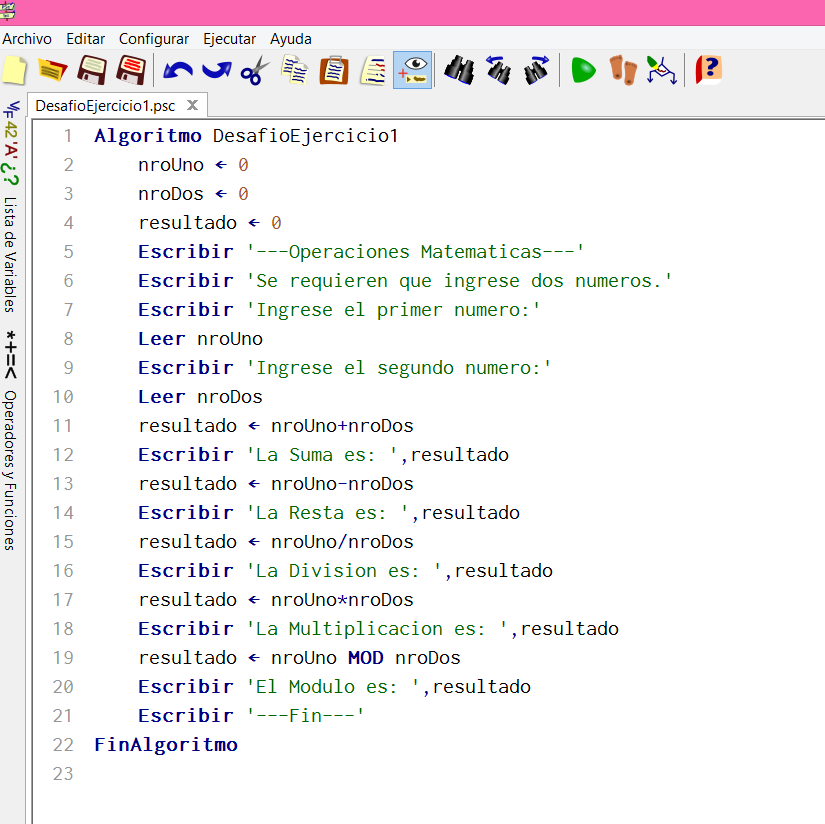 Archivo Editar Configurar Ejecutar Ayuda
DesafioEjercicio1.psc
1 Algoritmo DesafioEjercicio1
2 nroUno ← 0
3 nroDos ← 0
4 resultado ← 0
5 Escribir '---Operaciones Matematicas---'
6 Escribir 'Se requieren que ingrese dos numeros.'
7 Escribir 'Ingrese el primer numero:'
8 Leer nroUno
9 Escribir 'Ingrese el segundo numero:'
10 Leer nroDos
11 resultado ← nroUno+nroDos
12 Escribir 'La Suma es: ',resultado
13 resultado ← nroUno-nroDos
14 Escribir 'La Resta es: ',resultado
15 resultado ← nroUno/nroDos
16 Escribir 'La Division es: ',resultado
17 resultado ← nroUno*nroDos
18 Escribir 'La Multiplicacion es: ',resultado
19 resultado ← nroUno MOD nroDos
20 Escribir 'El Modulo es: ',resultado
21 Escribir '---Fin---'
22 FinAlgoritmo
23
V/F 42 'A' ¿? Lista de Variables
*+=< Operadores y Funciones